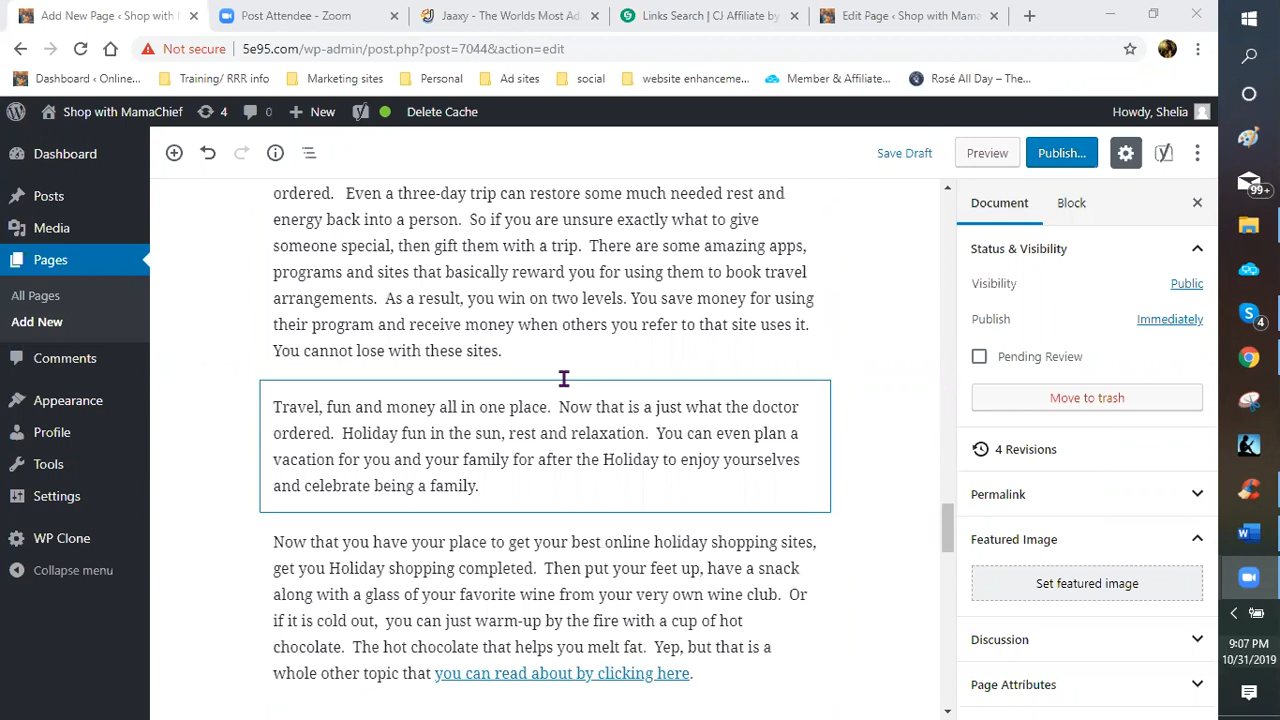 Add New Page ‹ Shop with
Post Attendee - Zoom
Jaaxy - The Worlds Most Ad
Links Search | CJ Affiliate by
Edit Page ‹ Shop with Mama
Not secure
5e95.com/wp-admin/post.php?post=7044&action=edit
Dashboard ‹ Online...
Training/ RRR info
Marketing sites
Personal
Ad sites
social
website enhanceme...
Member & Affiliate...
Rosé All Day – The...
Shop with MamaChief
4
0
New
Delete Cache
Howdy, Shelia
Dashboard
Posts
Media
Pages
All Pages
Add New
Comments
Appearance
Profile
Tools
Settings
WP Clone
Collapse menu
Save Draft
Preview
Publish...
ordered. Even a three-day trip can restore some much needed rest and
energy back into a person. So if you are unsure exactly what to give
someone special, then gift them with a trip. There are some amazing apps,
programs and sites that basically reward you for using them to book travel
arrangements. As a result, you win on two levels. You save money for using
their program and receive money when others you refer to that site uses it.
You cannot lose with these sites.
Travel, fun and money all in one place. Now that is a just what the doctor
ordered. Holiday fun in the sun, rest and relaxation. You can even plan a
vacation for you and your family for after the Holiday to enjoy yourselves
and celebrate being a family.
Now that you have your place to get your best online holiday shopping sites,
get you Holiday shopping completed. Then put your feet up, have a snack
along with a glass of your favorite wine from your very own wine club. Or
if it is cold out, you can just warm-up by the fire with a cup of hot
chocolate. The hot chocolate that helps you melt fat. Yep, but that is a
whole other topic that you can read about by clicking here.
Document
Block
Status & Visibility
Visibility
Public
Publish
Immediately
Pending Review
Move to trash
4 Revisions
Permalink
Featured Image
Set featured image
Discussion
Page Attributes
99+
4
9:07 PM
10/31/2019